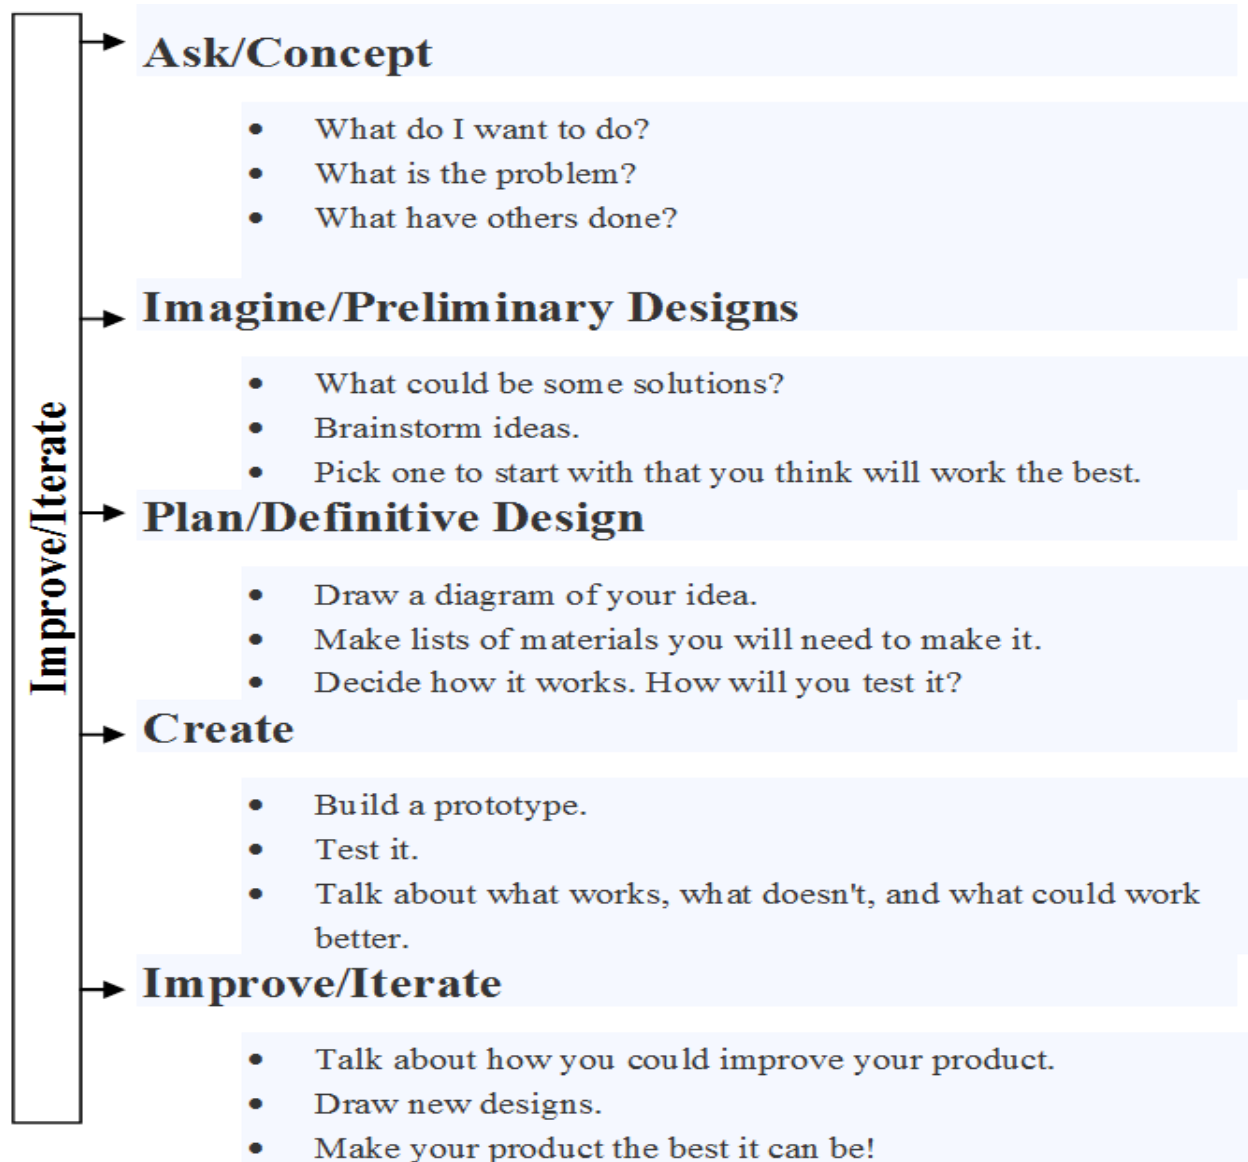 Improve/Iterate
Ask/Concept
• What do I want to do?
• What is the problem?
• What have others done?
Imagine/Preliminary Designs
• What could be some solutions?
• Brainstorm ideas.
• Pick one to start with that you think will work the best.
Plan/Definitive Design
• Draw a diagram of your idea.
• Make lists of materials you will need to make it.
• Decide how it works. How will you test it?
Create
• Build a prototype.
• Test it.
• Talk about what works, what doesn't, and what could work
better.
Improve/Iterate
• Talk about how you could improve your product.
• Draw new designs.
• Make your product the best it can be!